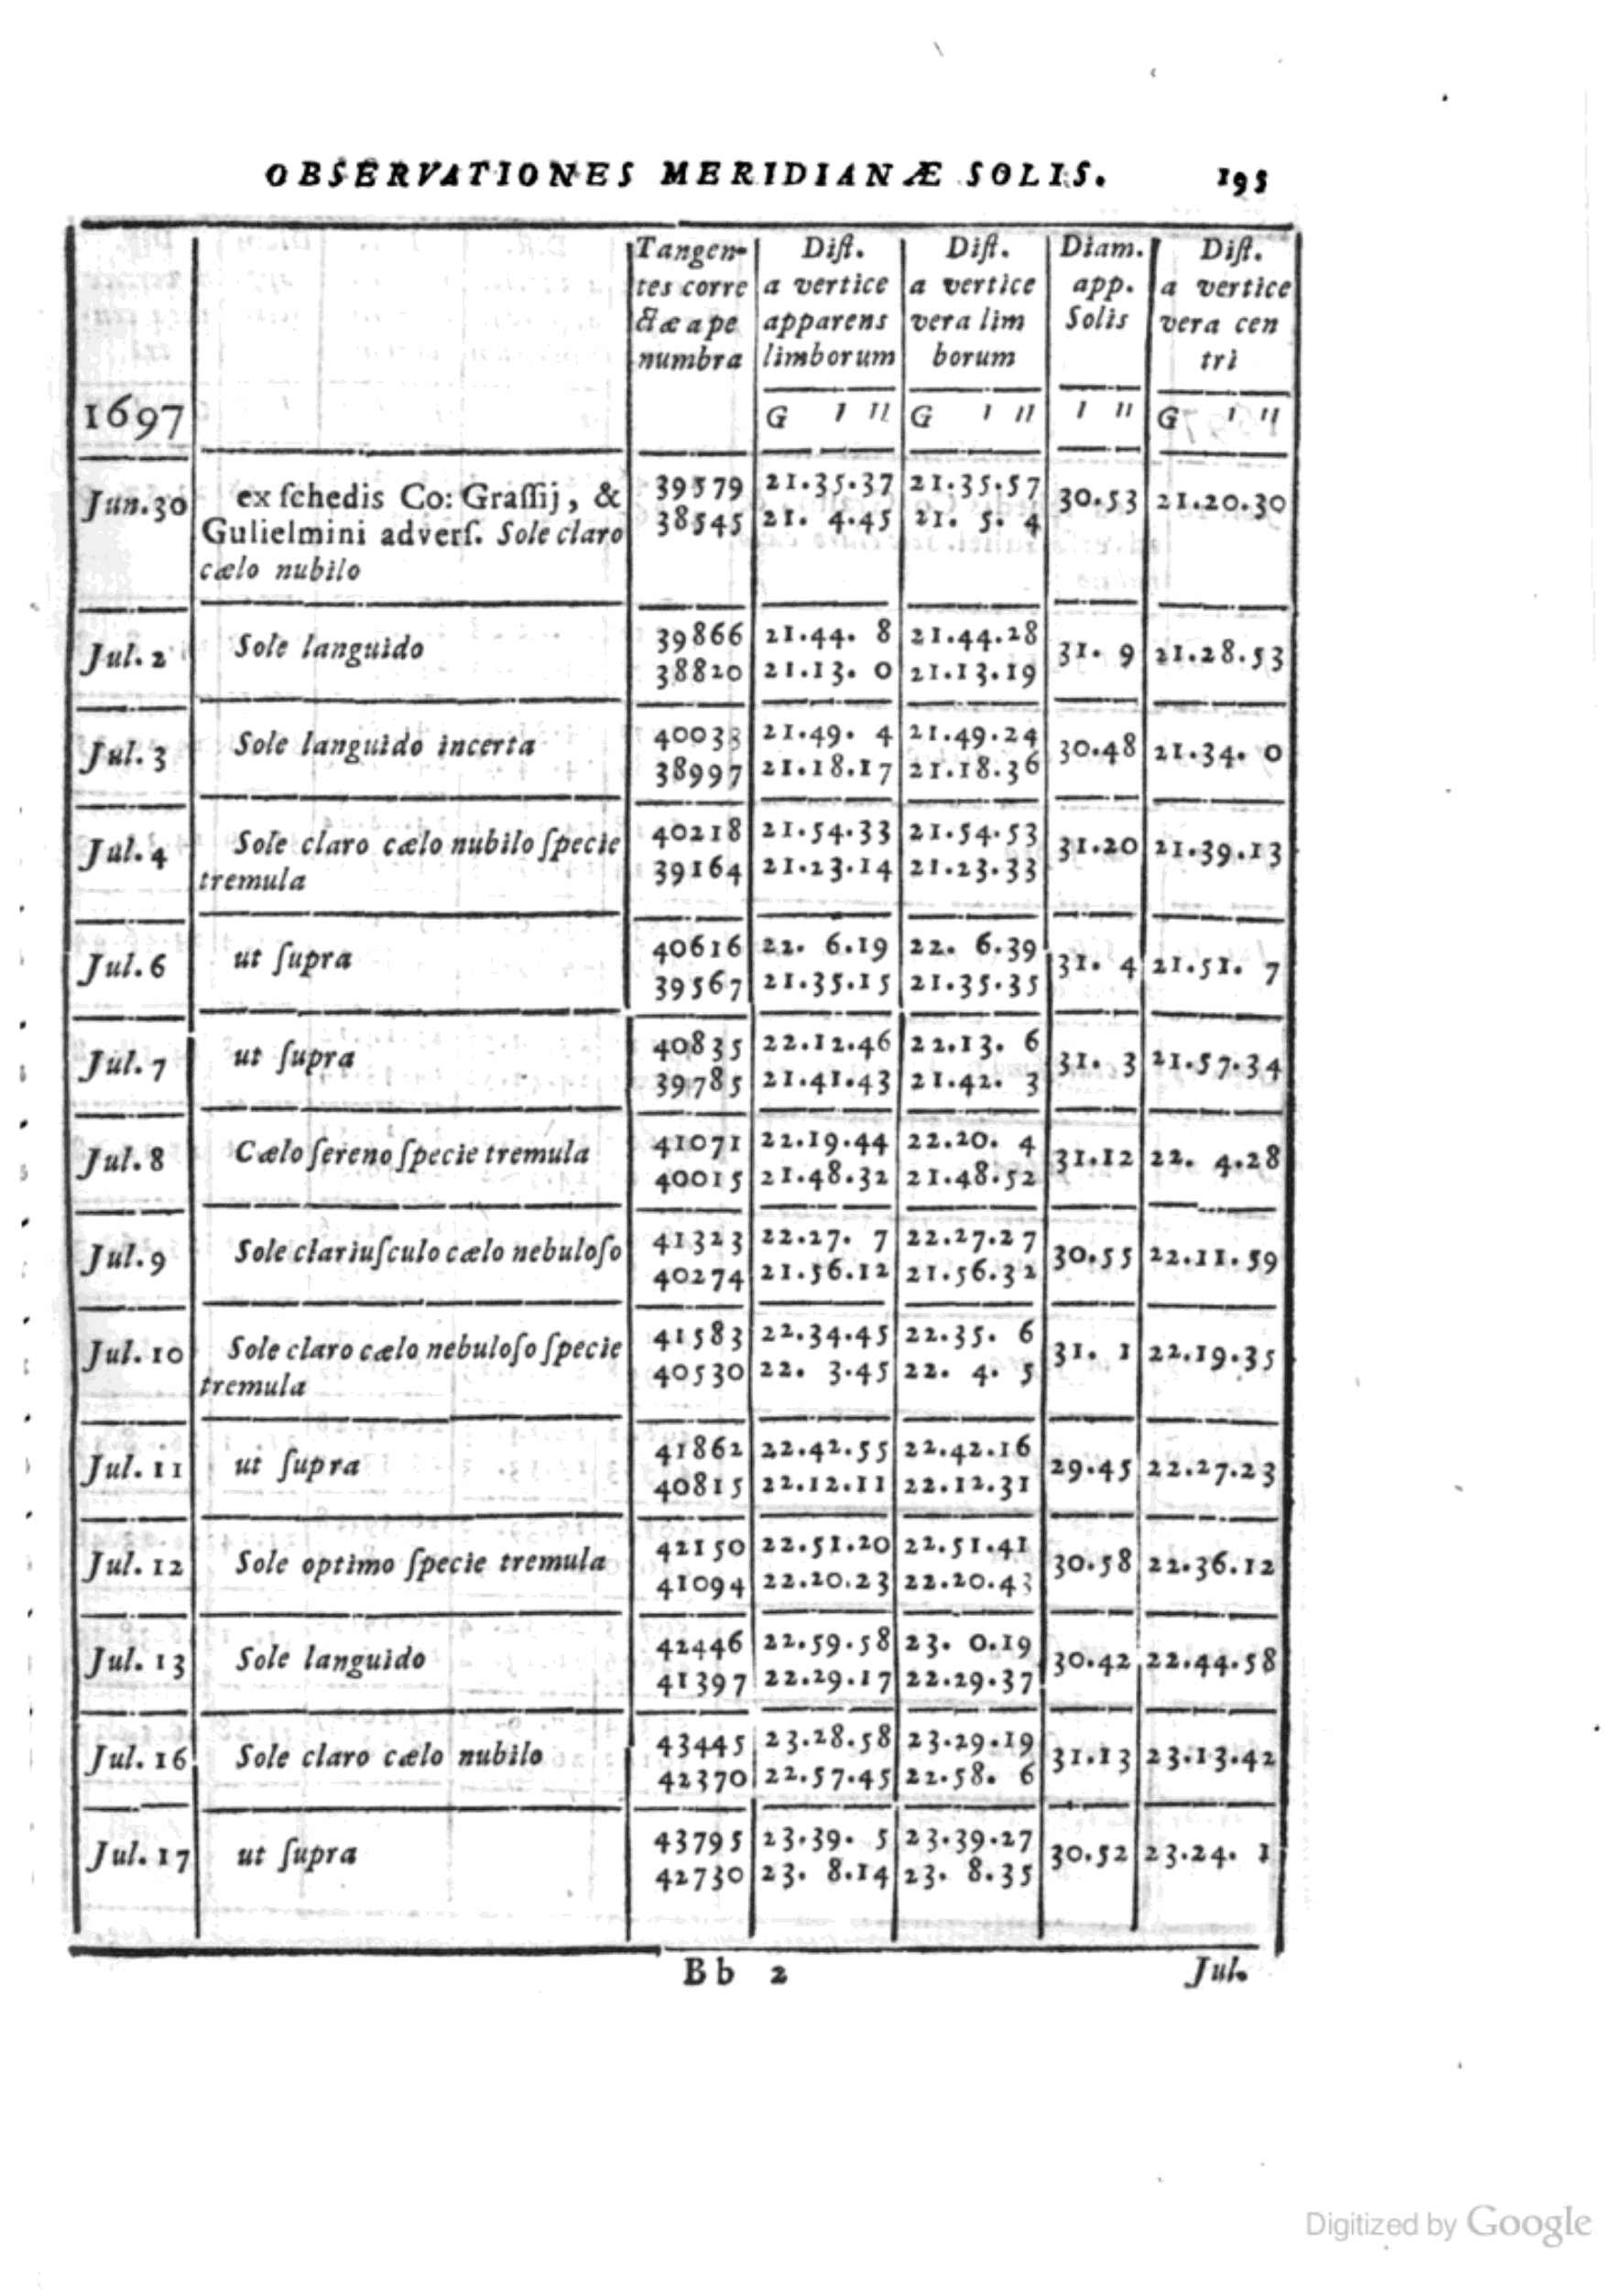 OBSERVATIONES MERIDIANÆ SOLIS. 195
1697
Tangen-
tes corre
ctæ a pe
numbra
Diſt.
a vertice
apparens
limborum
G ı ıı
Diſt.
a vertice
vera lim
borum
G ı ıı
Diam.
app.
Solis
ı ıı
Diſt.
a vertice
vera cen
tri
G ı ıı
Jun. 30 ex ſchedis Co: Graſſij, & 39579 21.35.37 21.35.57 30.53 21.20.30
Gulielmini adverſ. Sole claro 38545 21. 4.45 21. 5. 4
cælo nubilo
Jul. 2 Sole languido 39866 21.44. 8 21.44.28 31. 9 21.28.53
38820 21.13. 0 21.13.19
Jul. 3 Sole languido incerta 40033 21.49. 4 21.49.24 30.48 21.34. 0
38997 21.18.17 21.18.36
Jul. 4 Sole claro cælo nubilo ſpecie 40218 21.54.33 21.54.53 31.20 21.39.13
tremula 39164 21.23.14 21.23.33
Jul. 6 ut ſupra 40616 22. 6.19 22. 6.39 31. 4 21.51. 7
39567 21.35.15 21.35.35
Jul. 7 ut ſupra 40835 22.12.46 22.13. 6 31. 3 21.57.34
39785 21.41.43 21.42. 3
Jul. 8 Cælo ſereno ſpecie tremula 41071 22.19.44 22.20. 4 31.12 22. 4.28
40015 21.48.32 21.48.52
Jul. 9 Sole clariuſculo cælo nebuloſo 41323 22.27. 7 22.27.27 30.55 22.11.59
40274 21.56.12 21.56.32
Jul. 10 Sole claro cælo nebuloſo ſpecie 41583 22.34.45 22.35. 6 31. 1 22.19.35
tremula 40530 22. 3.45 22. 4. 5
Jul. 11 ut ſupra 41862 22.42.55 22.42.16 29.45 22.27.23
40815 22.12.11 22.12.31
Jul. 12 Sole optimo ſpecie tremula 42150 22.51.20 22.51.41 30.58 22.36.12
41094 22.20.23 22.20.43
Jul. 13 Sole languido 42446 22.59.58 23. 0.19 30.42 22.44.58
41397 22.29.17 22.29.37
Jul. 16 Sole claro cælo nubilo 43445 23.28.58 23.29.19 31.13 23.13.42
42370 22.57.45 22.58. 6
Jul. 17 ut ſupra 43795 23.39. 5 23.39.27 30.52 23.24. 1
42730 23. 8.14 23. 8.35
Bb 2 Jul.
Digitized by Google